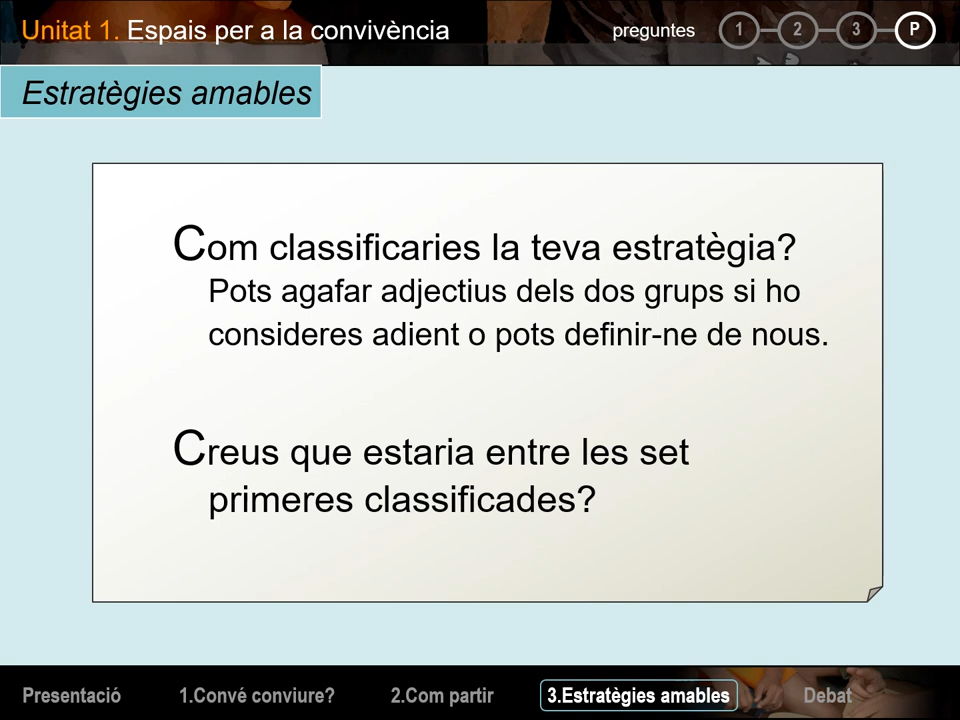 Unitat 1. Espais per a la convivència
preguntes 1 2 3 P
Estratègies amables
Com classificaries la teva estratègia?
Pots agafar adjectius dels dos grups si ho
consideres adient o pots definir-ne de nous.
Creus que estaria entre les set
primeres classificades?
Presentació 1.Convé conviure? 2.Com partir 3.Estratègies amables Debat